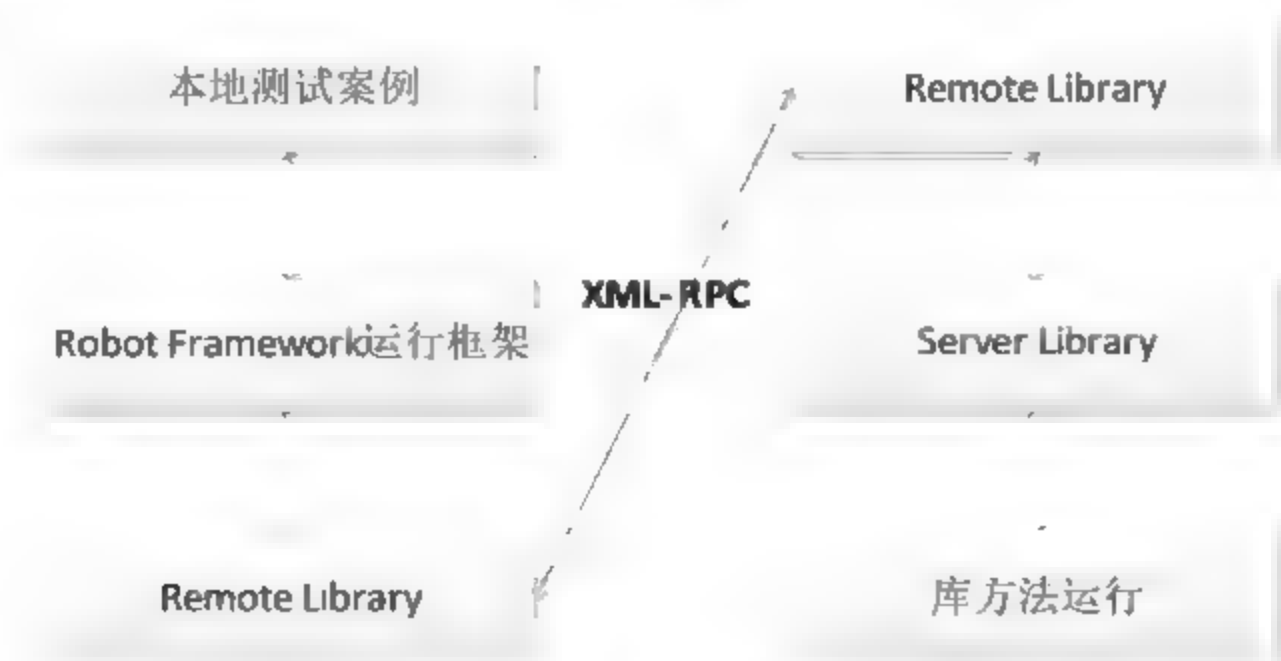 本地测试案例
Remote Library
XML-RPC
Robot Framework运行框架
Server Library
Remote Library
库方法运行